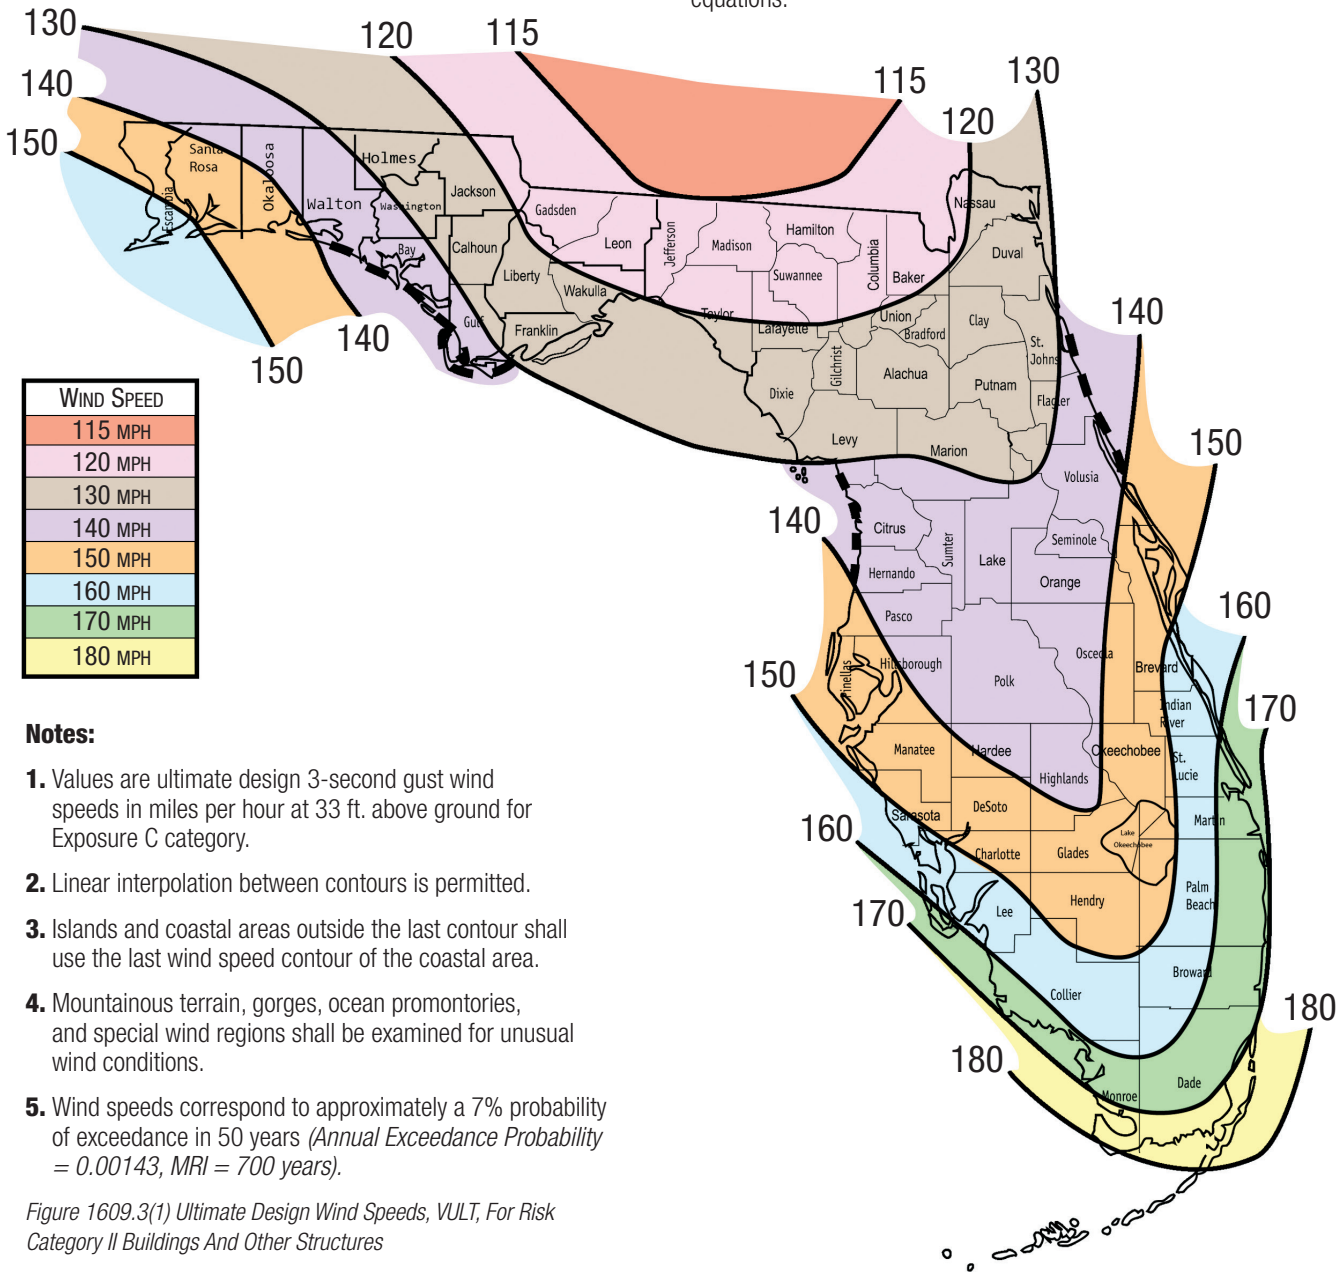 equations.
130
120
115
115
130
120
140
150
150
140
140
150
140
150
160
150
170
160
170
180
180
Santa
Rosa
Escambia
Okaloosa
Walton
Holmes
Washington
Jackson
Bay
Calhoun
Gulf
Liberty
Gadsden
Leon
Wakulla
Franklin
Jefferson
Madison
Taylor
Hamilton
Suwannee
Lafayette
Columbia
Baker
Nassau
Duval
Union
Bradford
Clay
St.
Johns
Gilchrist
Alachua
Putnam
Dixie
Flagler
Levy
Marion
Volusia
Citrus
Sumter
Lake
Seminole
Orange
Hernando
Pasco
Pinellas
Hillsborough
Polk
Osceola
Brevard
Indian
River
Manatee
Hardee
Highlands
Okeechobee
St.
Lucie
Sarasota
DeSoto
Martin
Charlotte
Glades
Lake
Okeechobee
Lee
Hendry
Palm
Beach
Collier
Broward
Monroe
Dade
WIND SPEED
115 MPH
120 MPH
130 MPH
140 MPH
150 MPH
160 MPH
170 MPH
180 MPH
Notes:
1. Values are ultimate design 3-second gust wind
speeds in miles per hour at 33 ft. above ground for
Exposure C category.
2. Linear interpolation between contours is permitted.
3. Islands and coastal areas outside the last contour shall
use the last wind speed contour of the coastal area.
4. Mountainous terrain, gorges, ocean promontories,
and special wind regions shall be examined for unusual
wind conditions.
5. Wind speeds correspond to approximately a 7% probability
of exceedance in 50 years (Annual Exceedance Probability
= 0.00143, MRI = 700 years).
Figure 1609.3(1) Ultimate Design Wind Speeds, VULT, For Risk
Category II Buildings And Other Structures